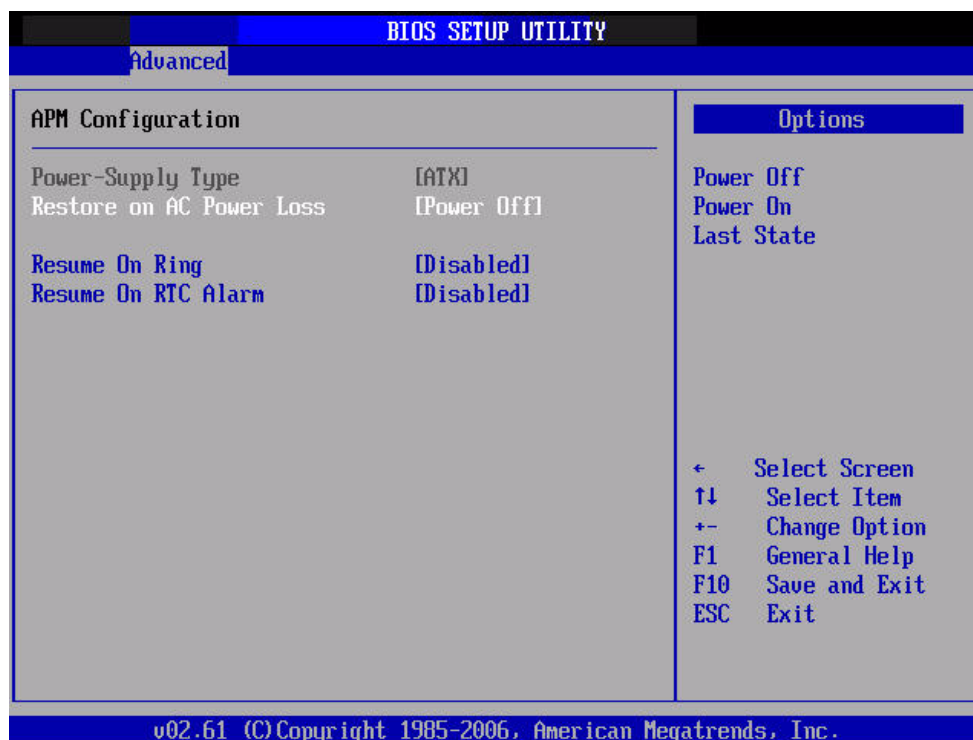 BIOS SETUP UTILITY
Advanced
APM Configuration
Power-Supply Type [ATX]
Restore on AC Power Loss [Power Off]
Resume On Ring [Disabled]
Resume On RTC Alarm [Disabled]
Options
Power Off
Power On
Last State
← Select Screen
↑↓ Select Item
+- Change Option
F1 General Help
F10 Save and Exit
ESC Exit
v02.61 (C)Copyright 1985-2006, American Megatrends, Inc.